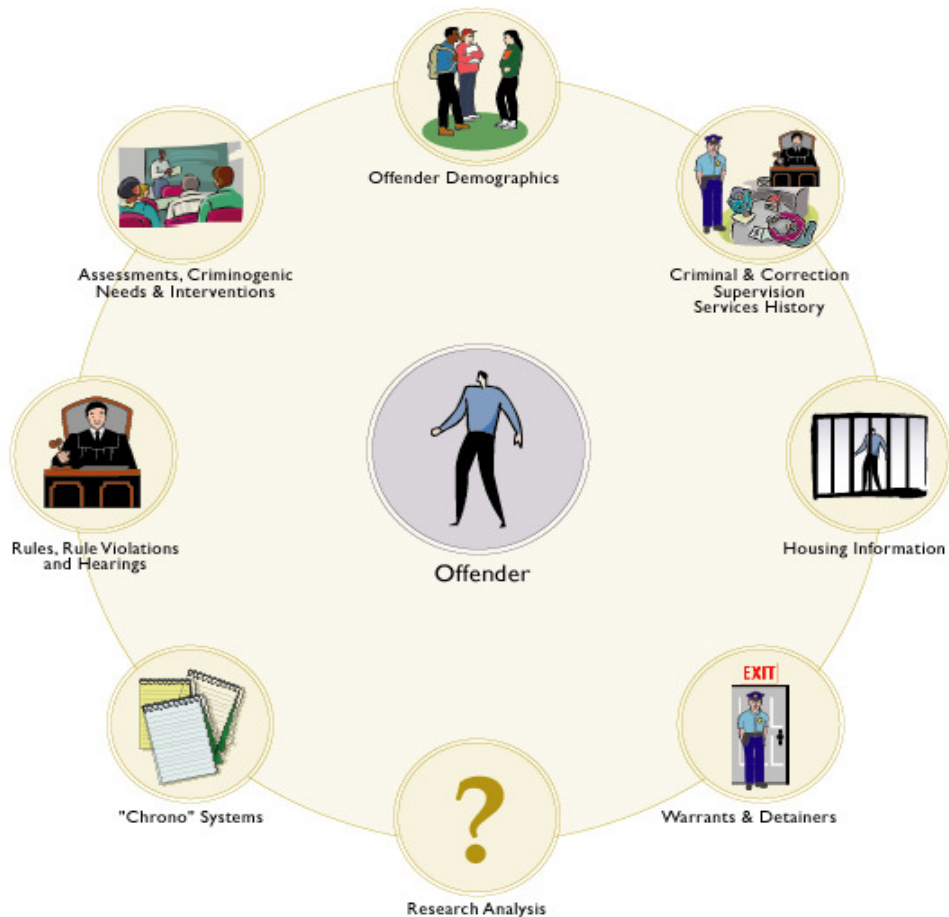 Offender Demographics
Assessments, Criminogenic
Needs & Interventions
Criminal & Correction
Supervision
Services History
Rules, Rule Violations
and Hearings
Offender
Housing Information
EXIT
"Chrono" Systems
Warrants & Detainers
?
Research Analysis